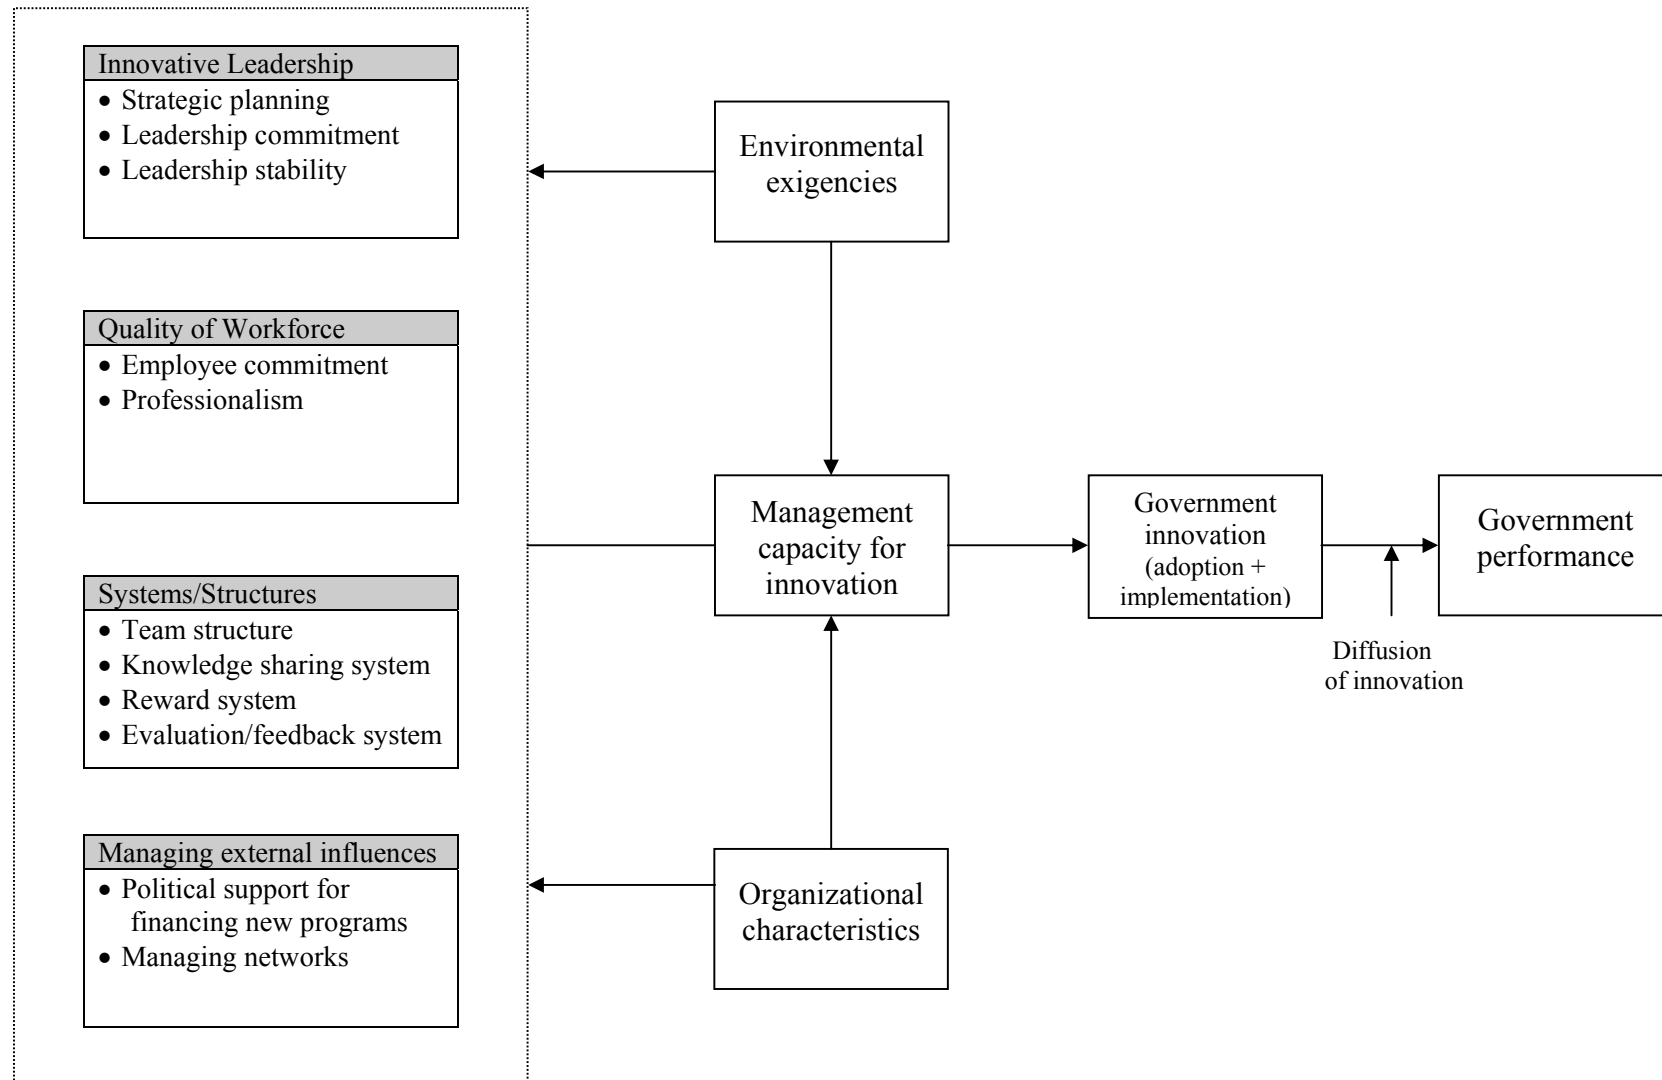 Innovative Leadership
• Strategic planning
• Leadership commitment
• Leadership stability
Quality of Workforce
• Employee commitment
• Professionalism
Systems/Structures
• Team structure
• Knowledge sharing system
• Reward system
• Evaluation/feedback system
Managing external influences
• Political support for
financing new programs
• Managing networks
Environmental
exigencies
Management
capacity for
innovation
Organizational
characteristics
Government
innovation
(adoption +
implementation)
Diffusion
of innovation
Government
performance